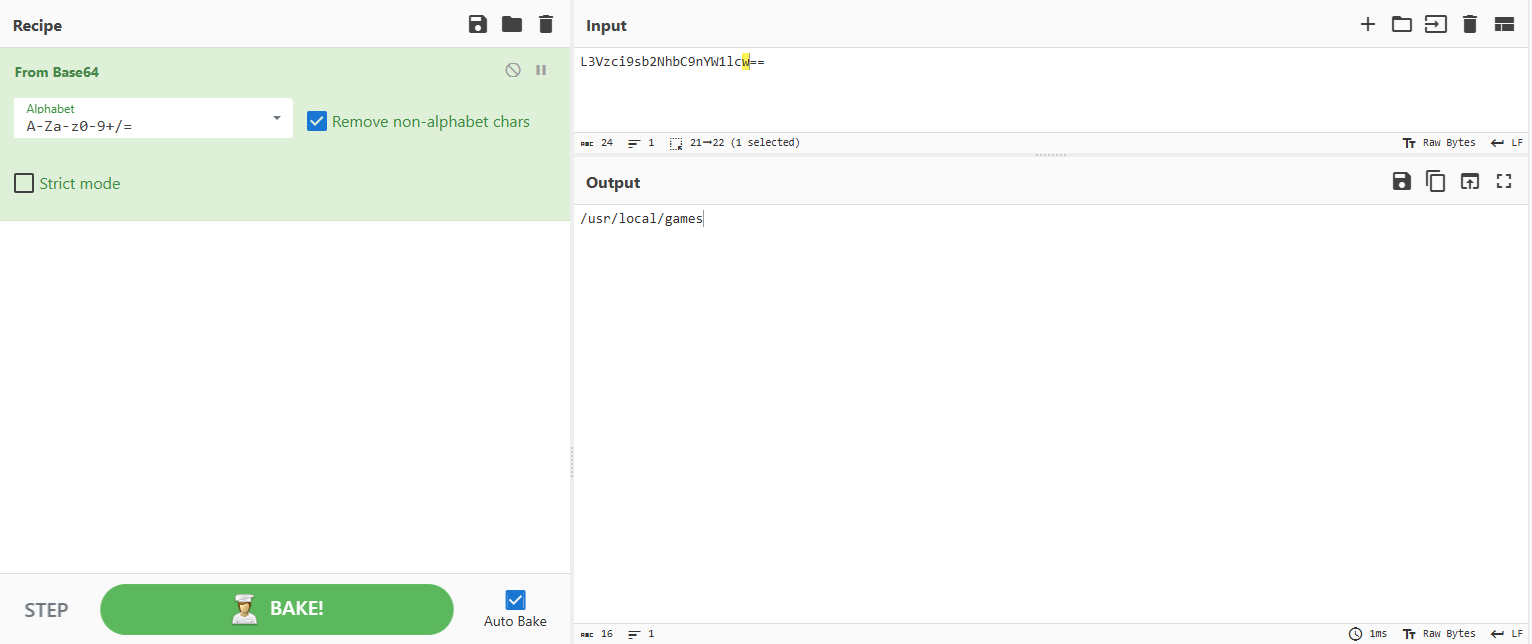 Recipe
From Base64
Alphabet
A-Za-z0-9+/=
Remove non-alphabet chars
Strict mode
STEP
BAKE!
Auto Bake
Input
L3Vzci9sb2NhbC9nYW1lcw==
ABC 24 1 21→22 (1 selected)
Tт Raw Bytes LF
Output
/usr/local/games
ABC 16 1
1ms Tт Raw Bytes LF